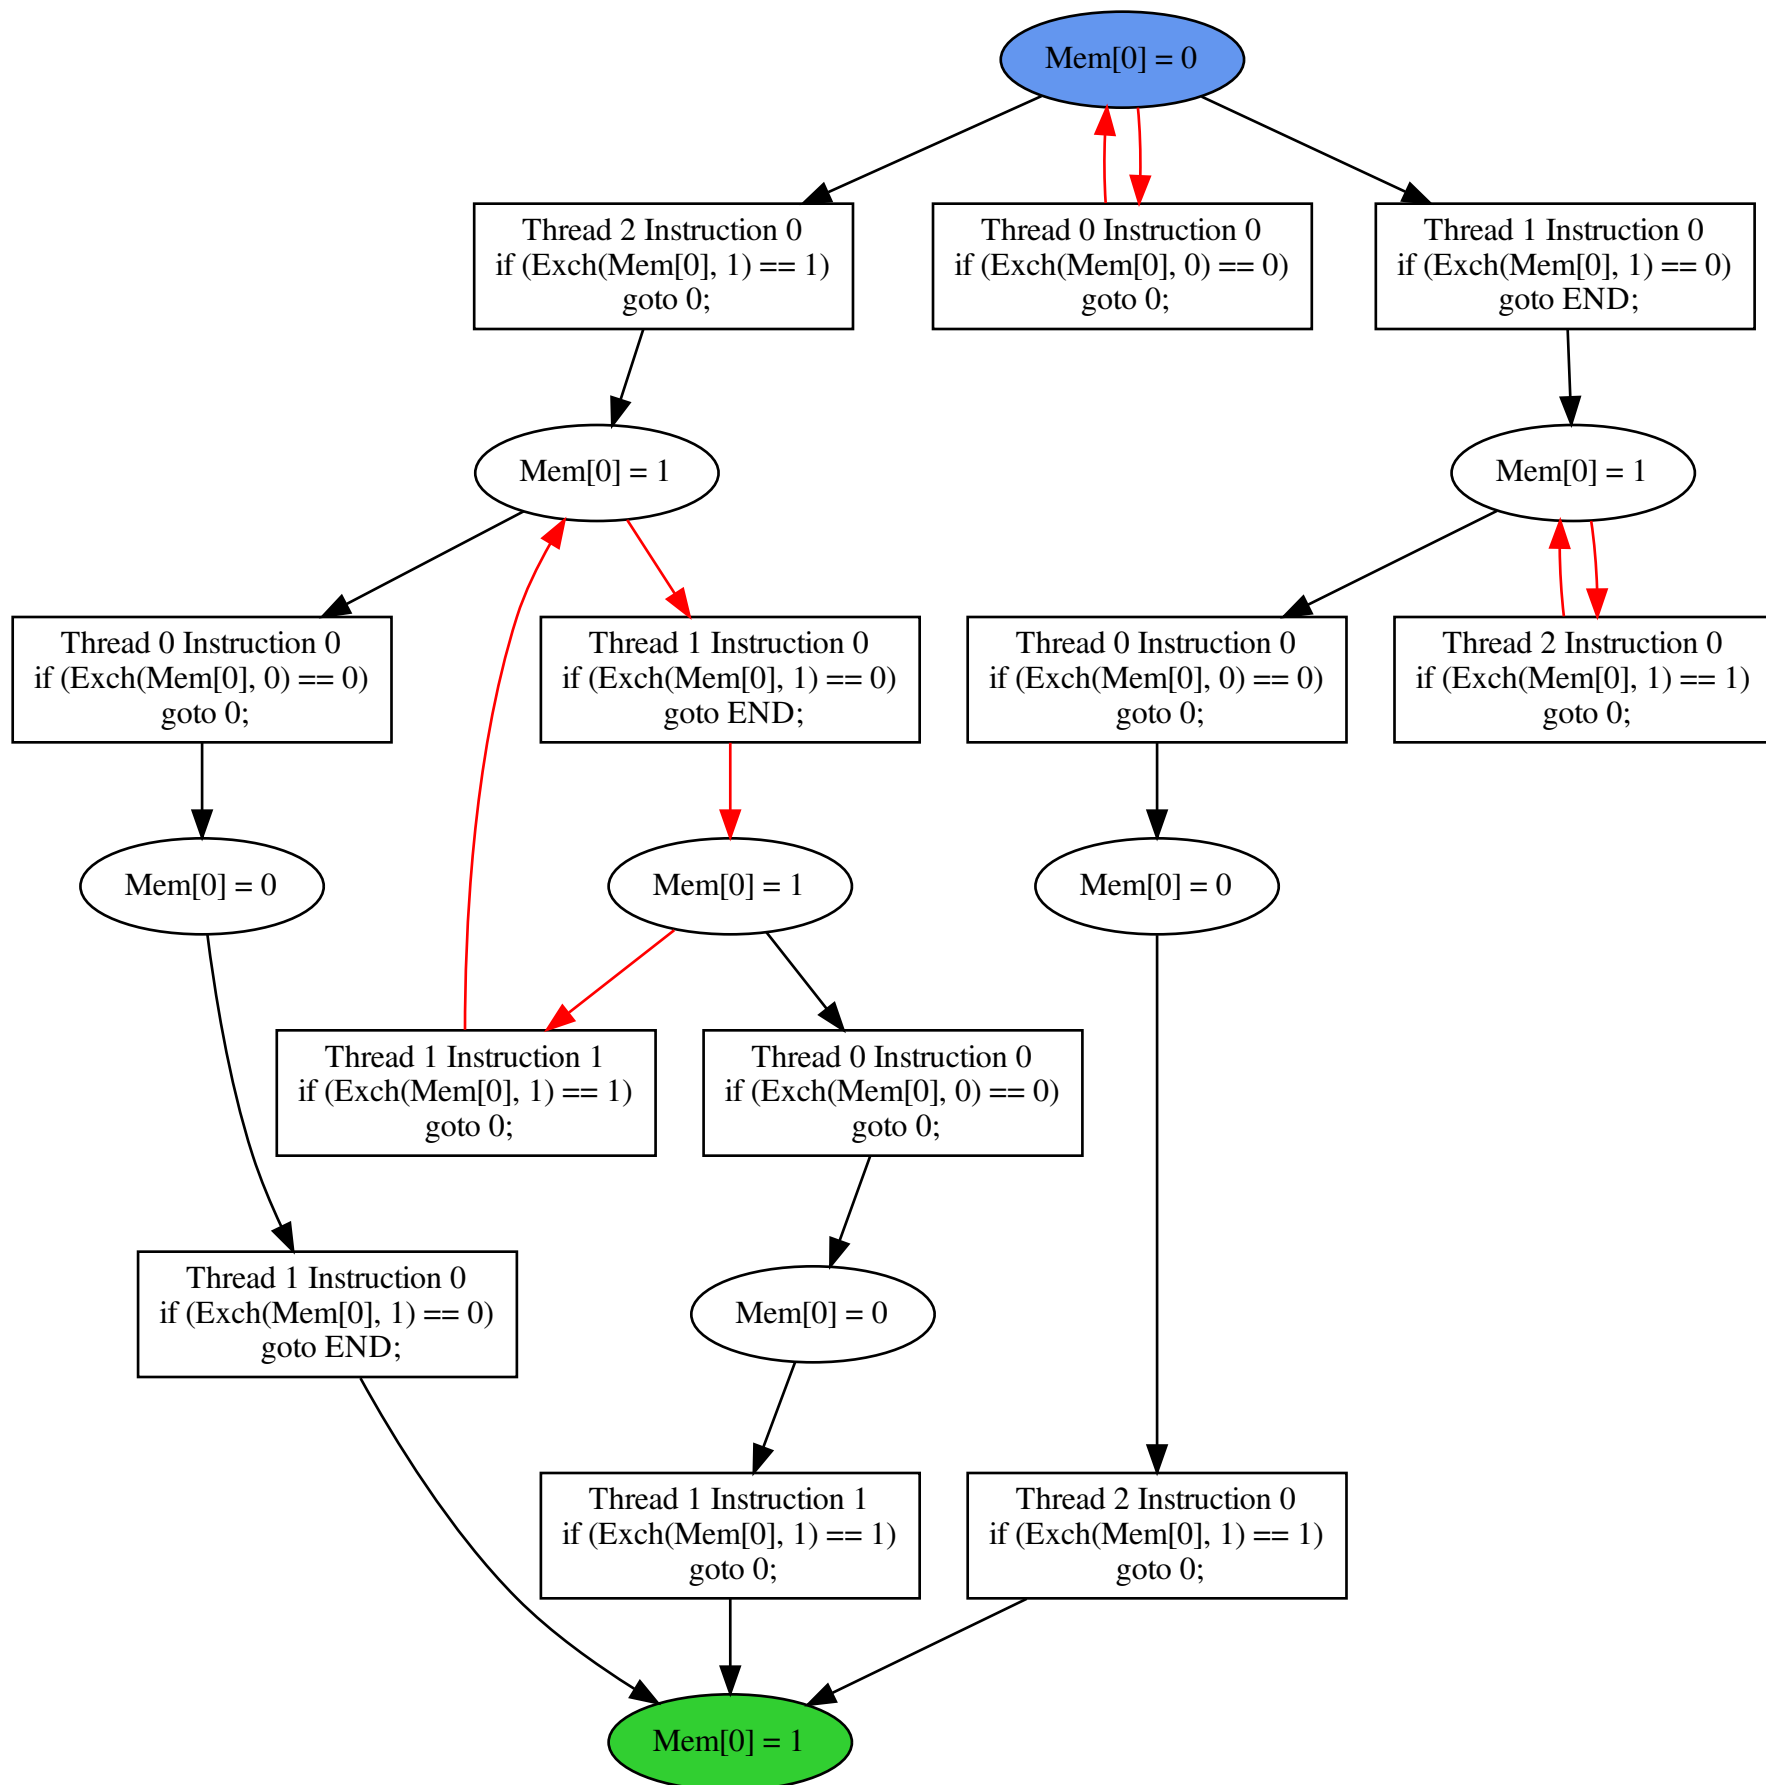 Mem[0] = 0
Thread 2 Instruction 0
if (Exch(Mem[0], 1) == 1)
goto 0;
Thread 0 Instruction 0
if (Exch(Mem[0], 0) == 0)
goto 0;
Thread 1 Instruction 0
if (Exch(Mem[0], 1) == 0)
goto END;
Mem[0] = 1
Mem[0] = 1
Thread 0 Instruction 0
if (Exch(Mem[0], 0) == 0)
goto 0;
Thread 1 Instruction 0
if (Exch(Mem[0], 1) == 0)
goto END;
Thread 0 Instruction 0
if (Exch(Mem[0], 0) == 0)
goto 0;
Thread 2 Instruction 0
if (Exch(Mem[0], 1) == 1)
goto 0;
Mem[0] = 0
Mem[0] = 1
Mem[0] = 0
Thread 1 Instruction 1
if (Exch(Mem[0], 1) == 1)
goto 0;
Thread 0 Instruction 0
if (Exch(Mem[0], 0) == 0)
goto 0;
Thread 1 Instruction 0
if (Exch(Mem[0], 1) == 0)
goto END;
Mem[0] = 0
Thread 1 Instruction 1
if (Exch(Mem[0], 1) == 1)
goto 0;
Thread 2 Instruction 0
if (Exch(Mem[0], 1) == 1)
goto 0;
Mem[0] = 1